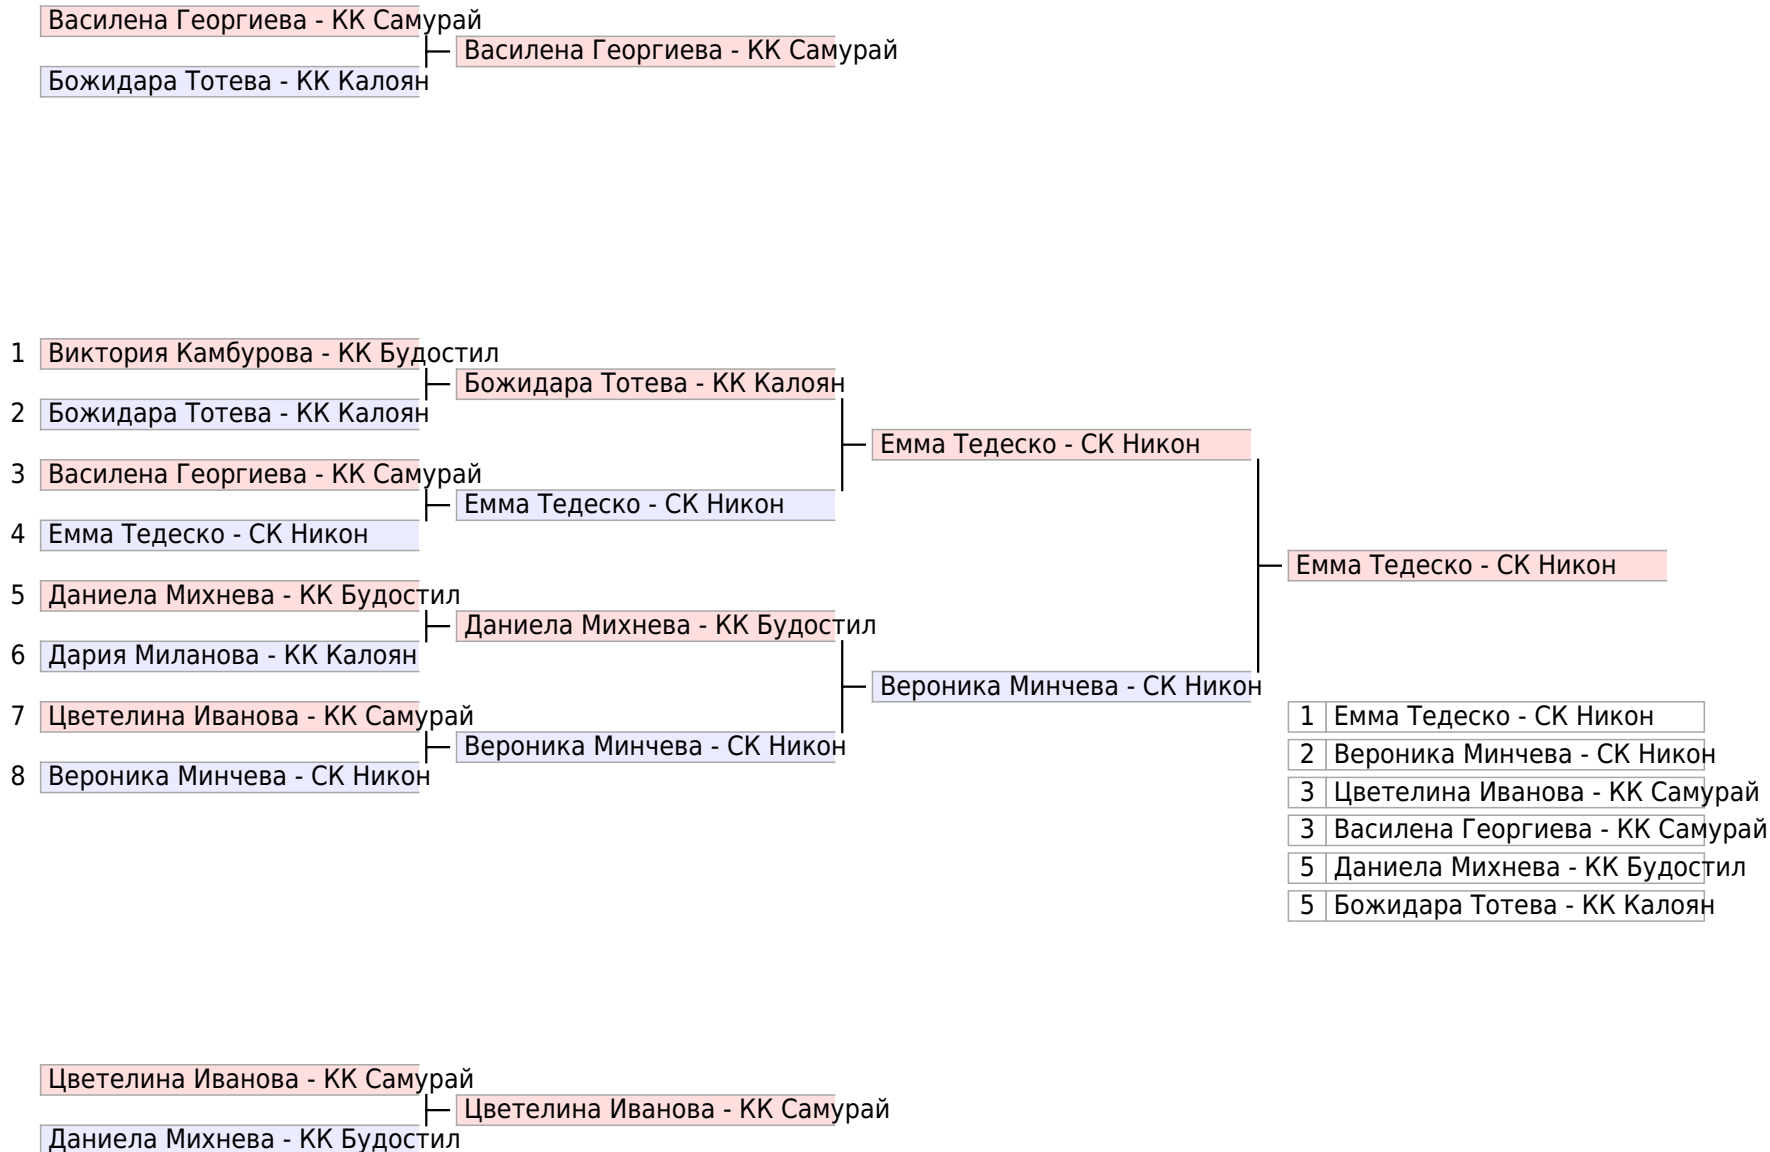 Василена Георгиева - КК Самурай
Василена Георгиева - КК Самурай
Божидара Тотева - КК Калоян
1 Виктория Камбурова - КК Будостил
Божидара Тотева - КК Калоян
2 Божидара Тотева - КК Калоян
Емма Тедеско - СК Никон
3 Василена Георгиева - КК Самурай
Емма Тедеско - СК Никон
4 Емма Тедеско - СК Никон
Емма Тедеско - СК Никон
5 Даниела Михнева - КК Будостил
Даниела Михнева - КК Будостил
6 Дария Миланова - КК Калоян
Вероника Минчева - СК Никон
7 Цветелина Иванова - КК Самурай
Вероника Минчева - СК Никон
8 Вероника Минчева - СК Никон
1 Емма Тедеско - СК Никон
2 Вероника Минчева - СК Никон
3 Цветелина Иванова - КК Самурай
3 Василена Георгиева - КК Самурай
5 Даниела Михнева - КК Будостил
5 Божидара Тотева - КК Калоян
Цветелина Иванова - КК Самурай
Цветелина Иванова - КК Самурай
Даниела Михнева - КК Будостил